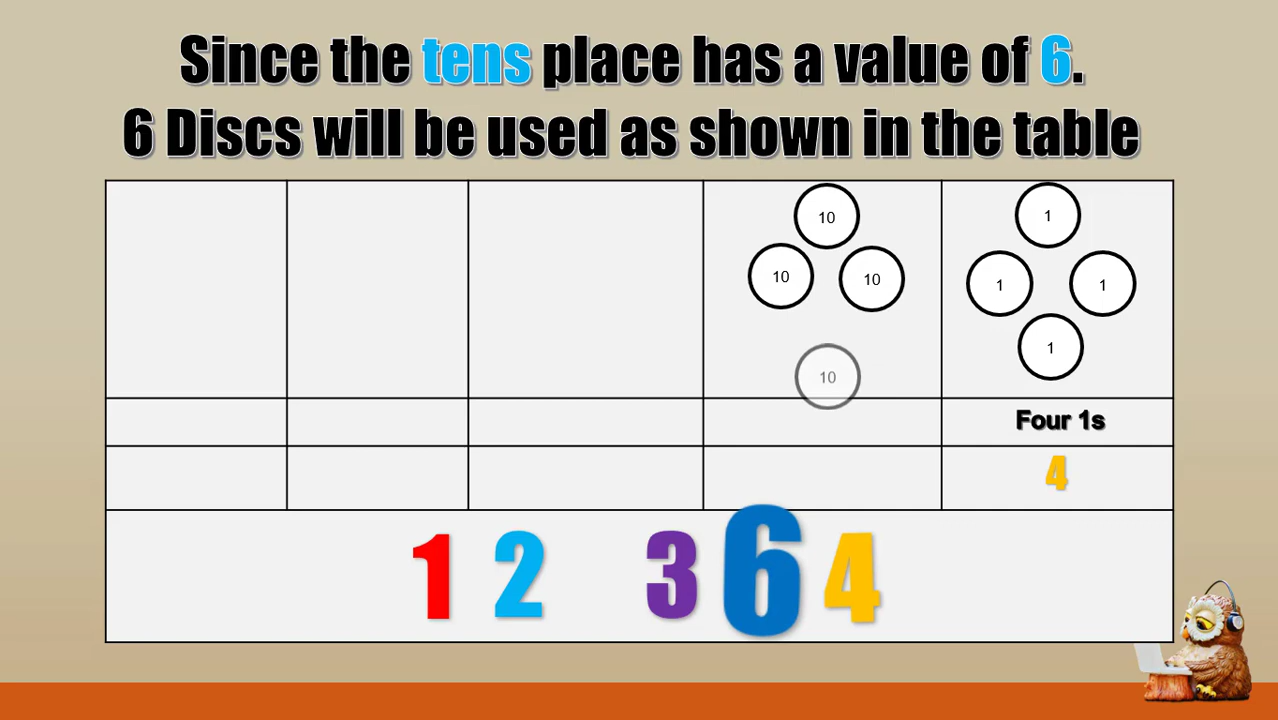 Since the tens place has a value of 6.
6 Discs will be used as shown in the table
10
1
10 10
1 1
1
10
Four 1s
4
1 2 3 6 4